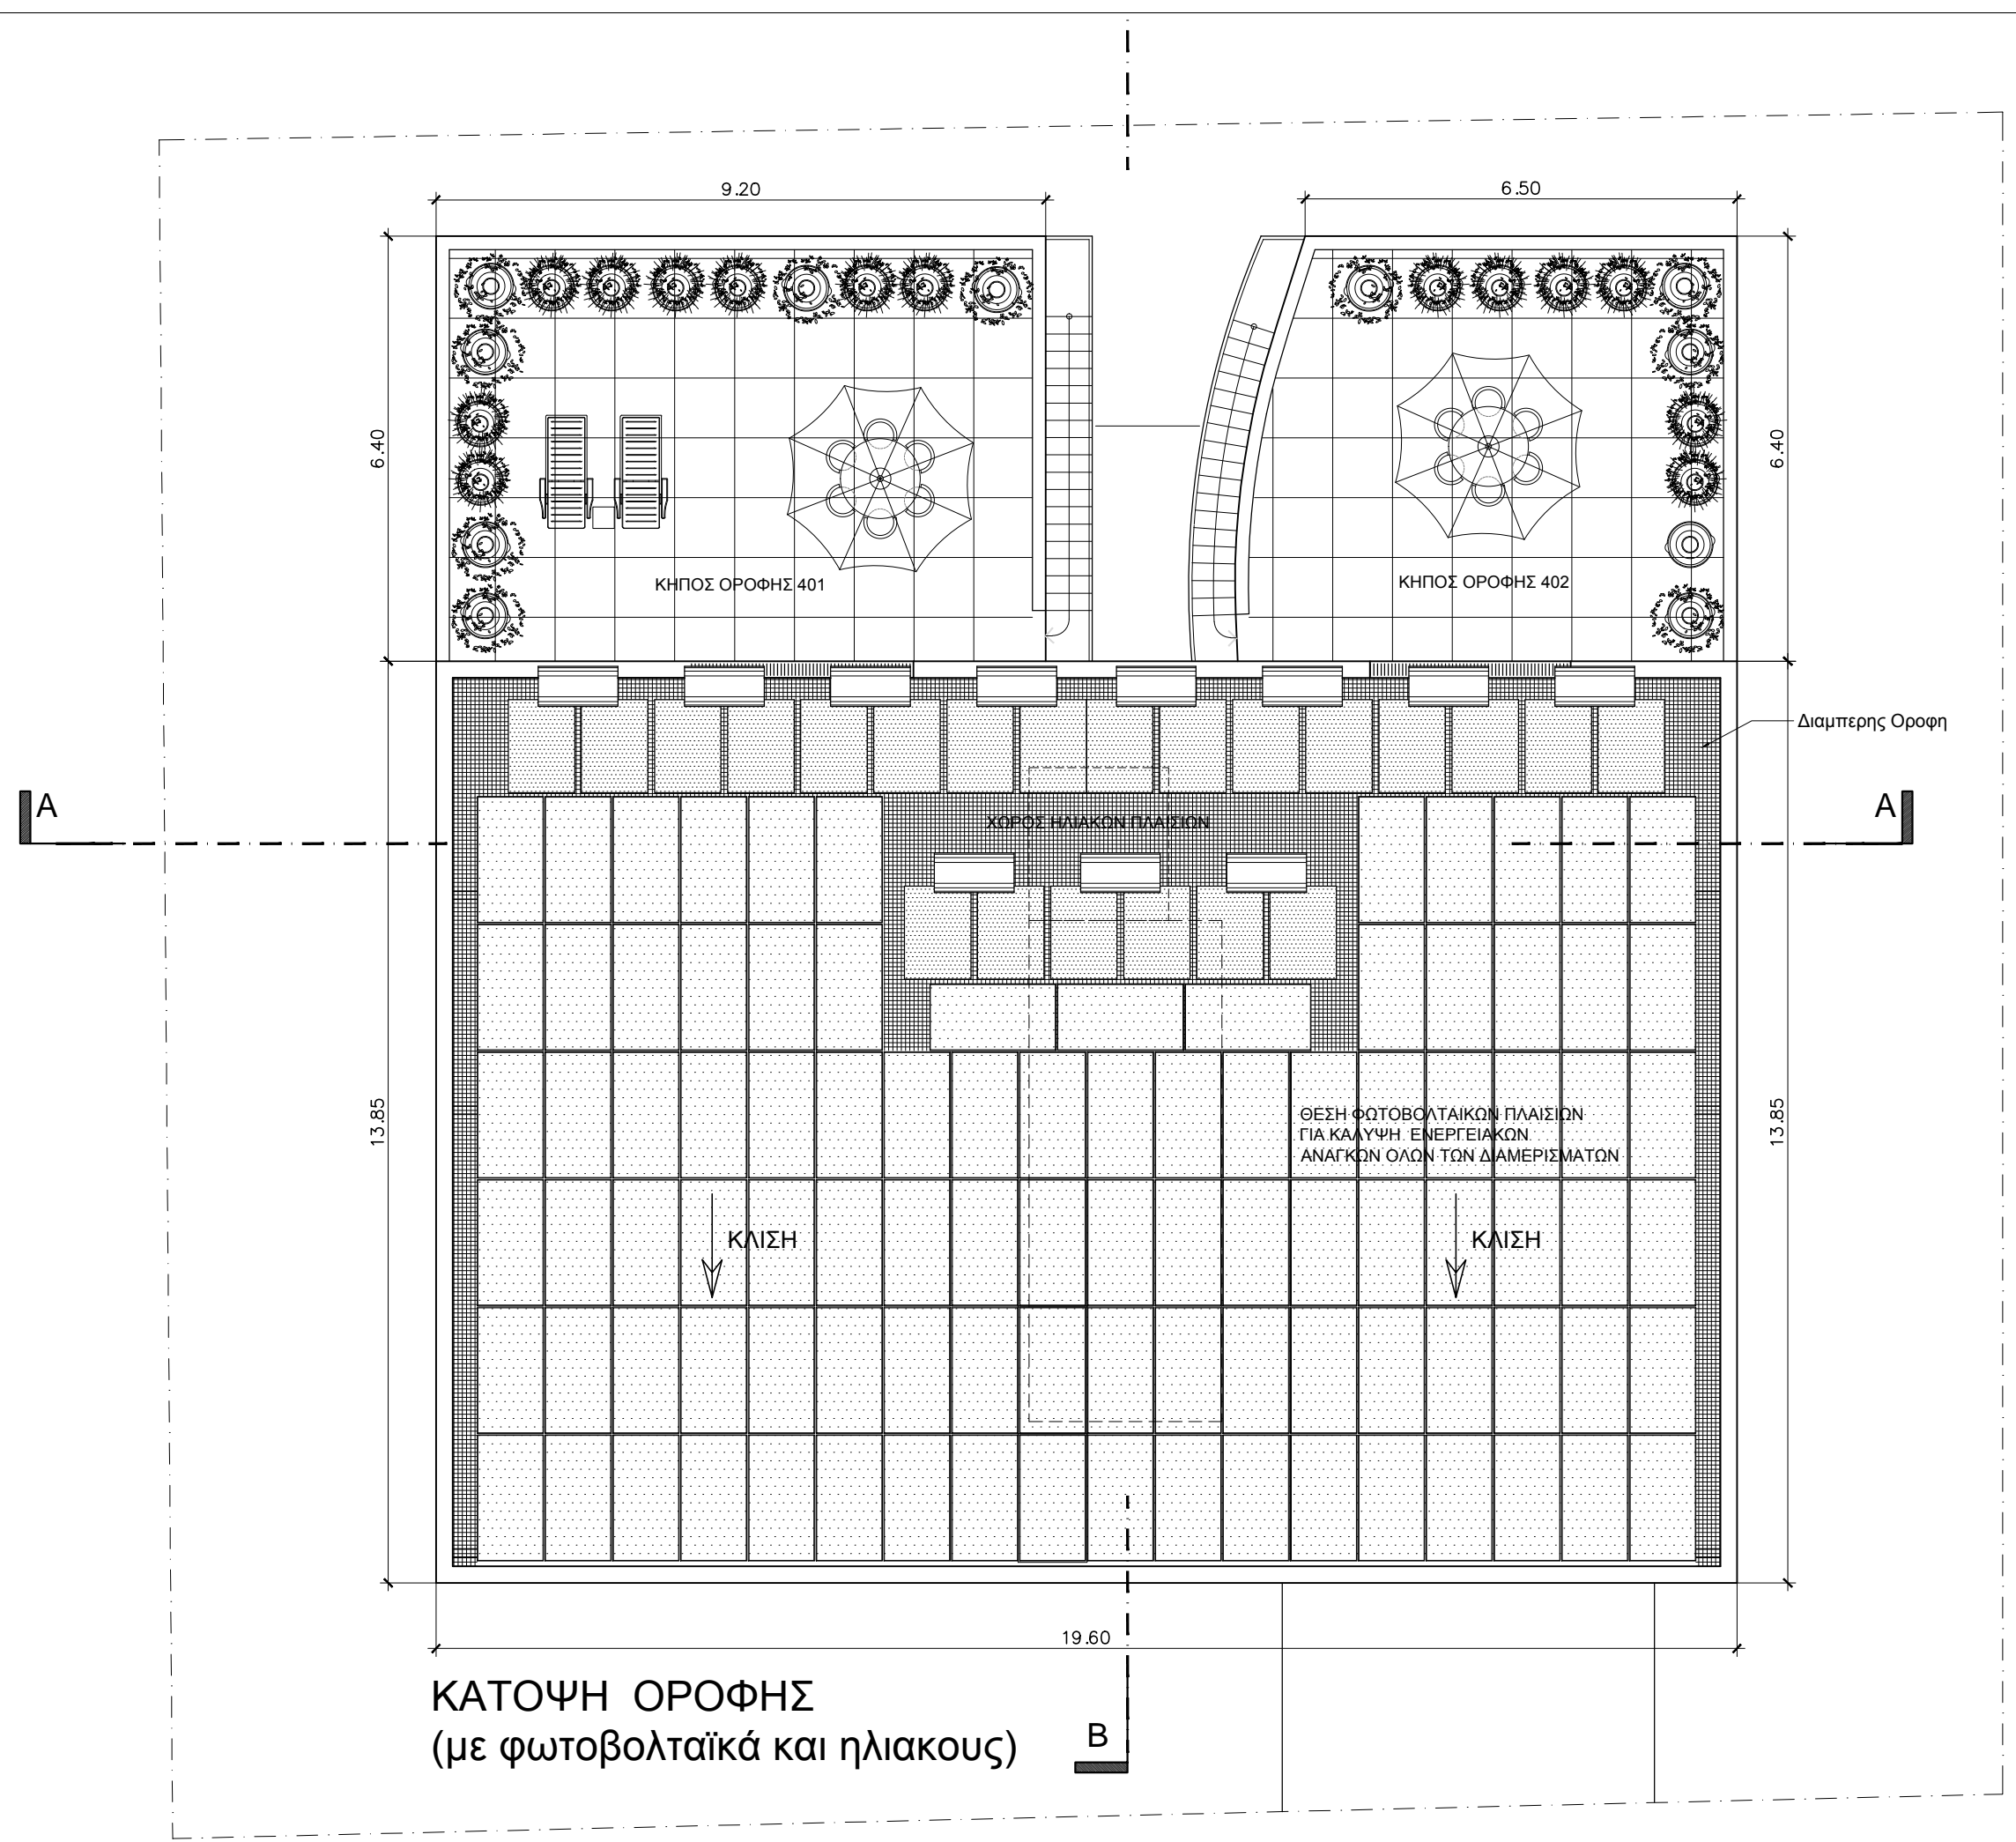 9.20
6.50
6.40
6.40
ΚΗΠΟΣ ΟΡΟΦΗΣ 401
ΚΗΠΟΣ ΟΡΟΦΗΣ 402
Διαμπερης Οροφη
A
A
ΧΩΡΟΣ ΗΛΙΑΚΩΝ ΠΛΑΙΣΙΩΝ
13.85
13.85
ΘΕΣΗ ΦΩΤΟΒΟΛΤΑΙΚΩΝ ΠΛΑΙΣΙΩΝ
ΓΙΑ ΚΑΛΥΨΗ ΕΝΕΡΓΕΙΑΚΩΝ
ΑΝΑΓΚΩΝ ΟΛΩΝ ΤΩΝ ΔΙΑΜΕΡΙΣΜΑΤΩΝ
ΚΛΙΣΗ
ΚΛΙΣΗ
19.60
ΚΑΤΟΨΗ ΟΡΟΦΗΣ
(με φωτοβολταϊκά και ηλιακους)
B